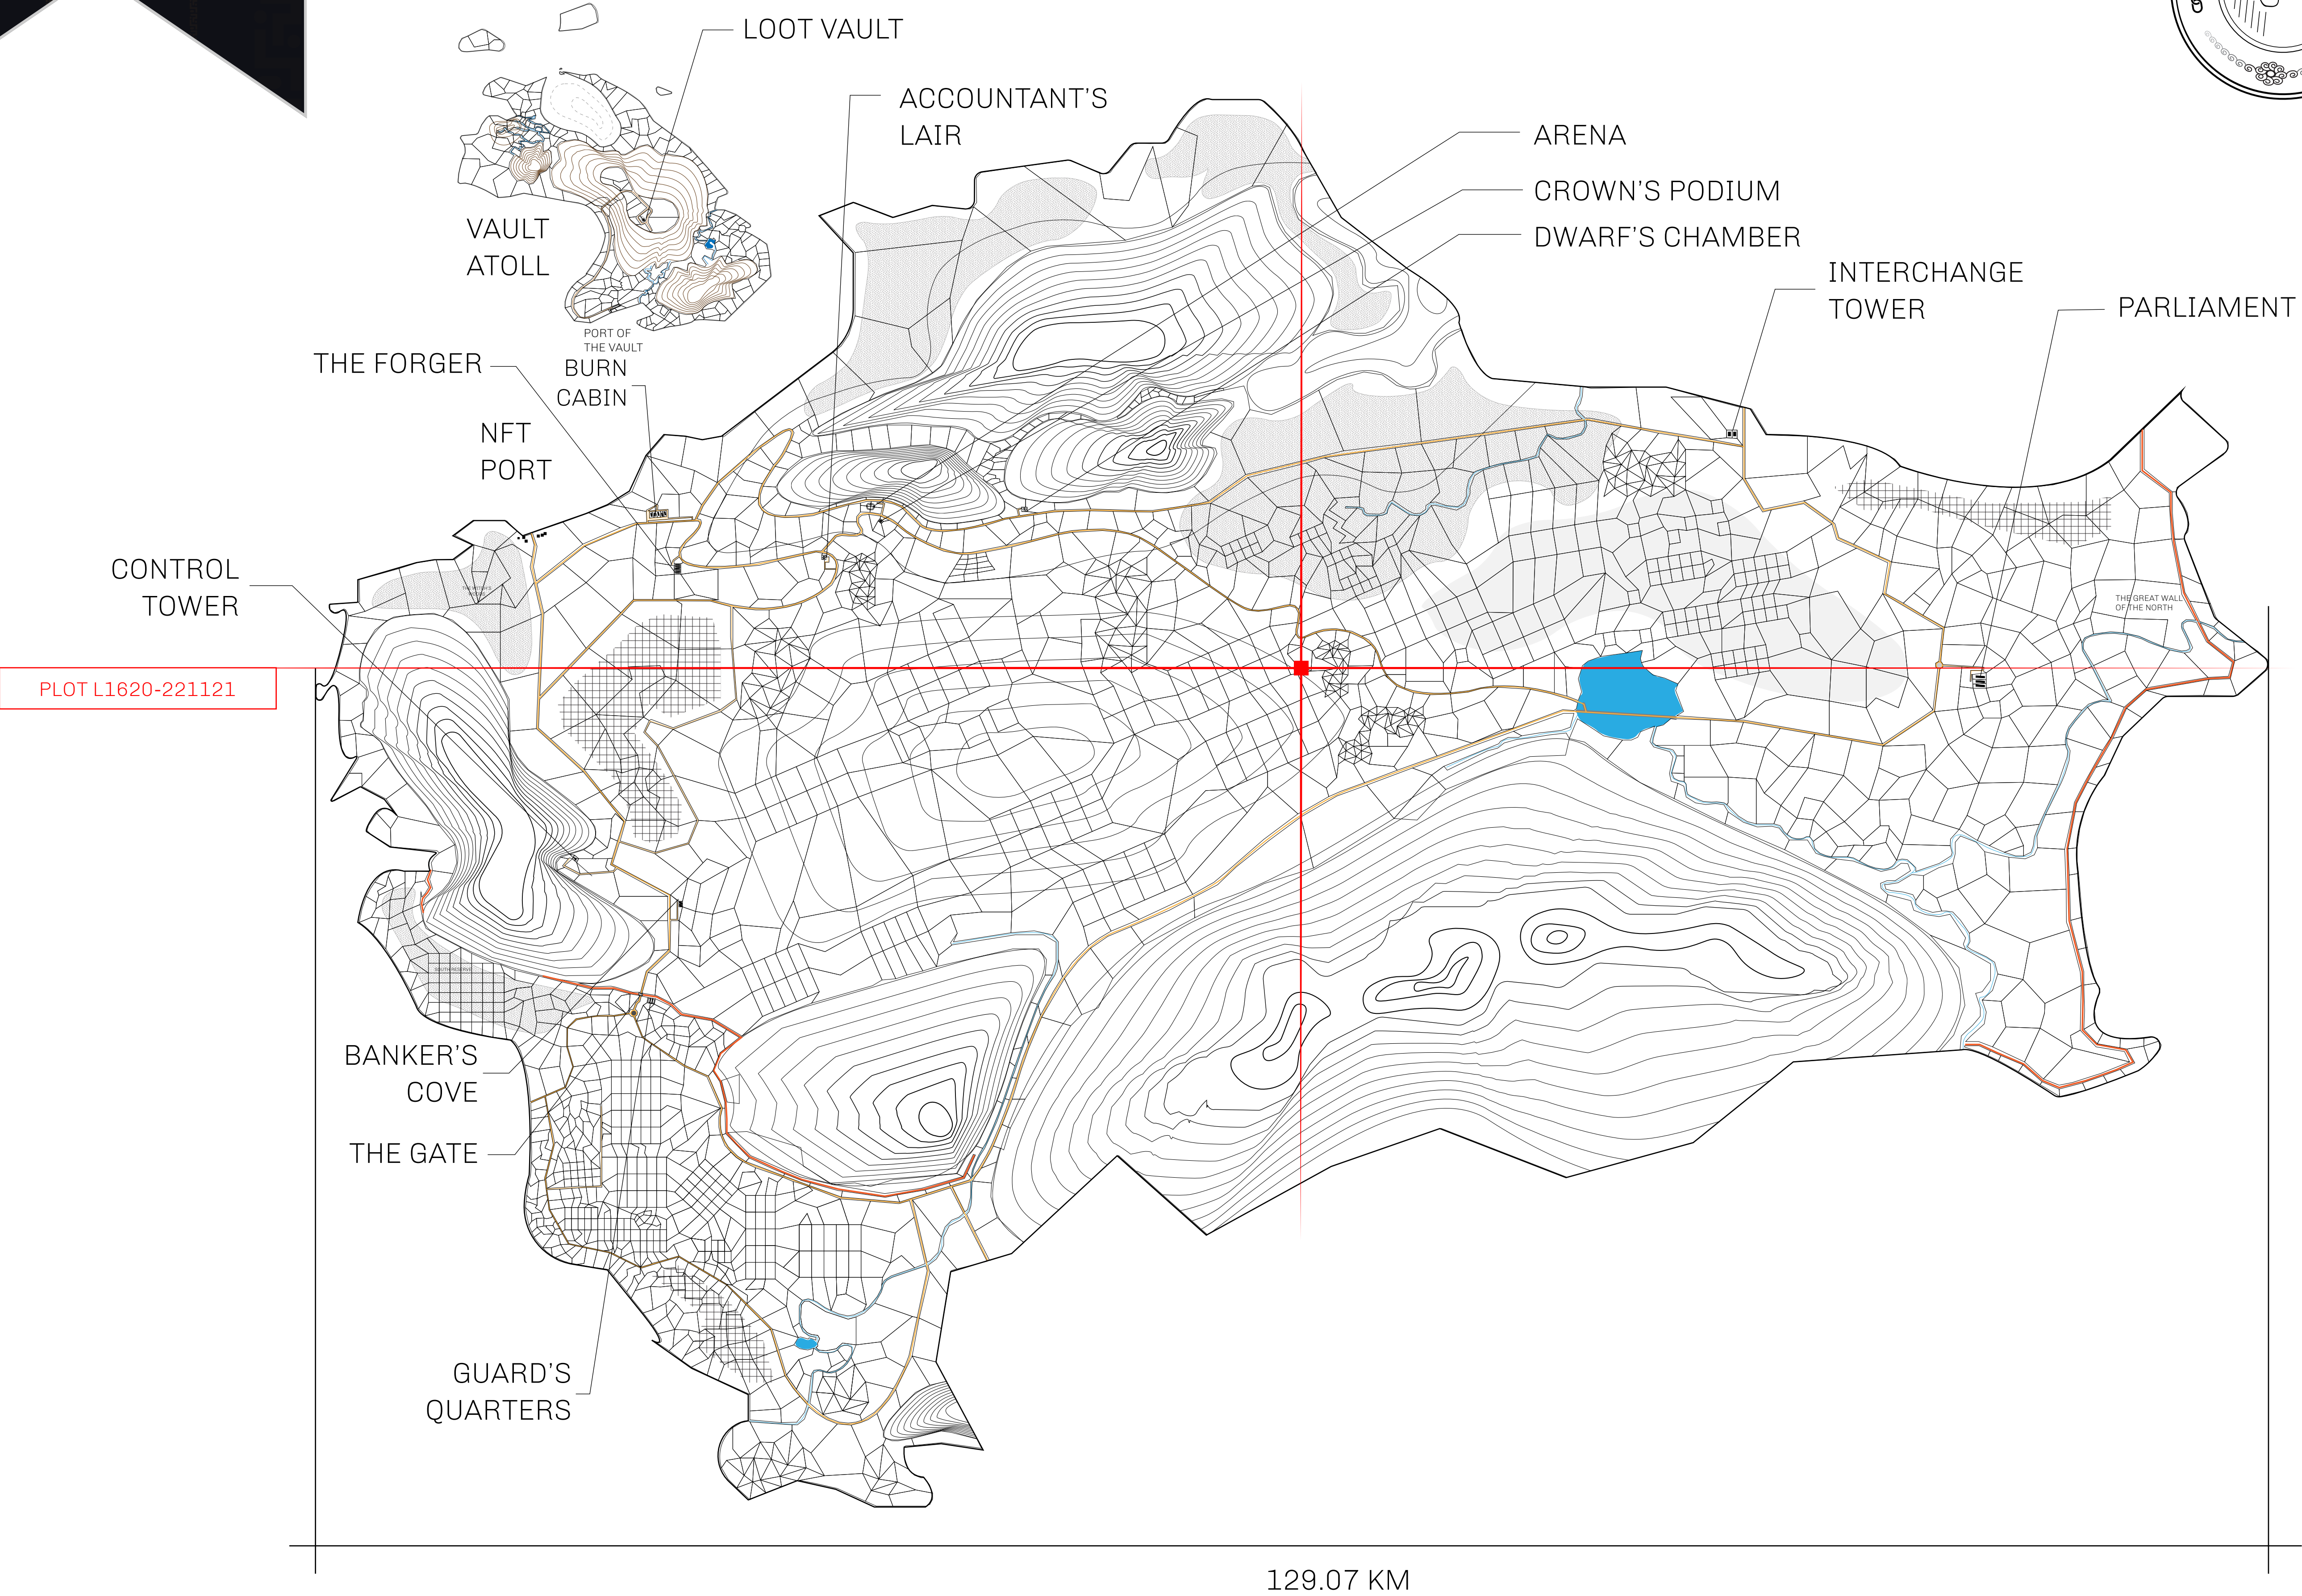 LOOT VAULT
ACCOUNTANT'S
LAIR
ARENA
CROWN'S PODIUM
DWARF'S CHAMBER
INTERCHANGE
TOWER
PARLIAMENT
VAULT
ATOLL
PORT OF
THE VAULT
THE FORGER
BURN
CABIN
NFT
PORT
CONTROL
TOWER
THE GREAT WALL
OF THE NORTH
PLOT L1620-221121
SOUTH RESERVE
BANKER'S
COVE
THE GATE
GUARD'S
QUARTERS
129.07 KM